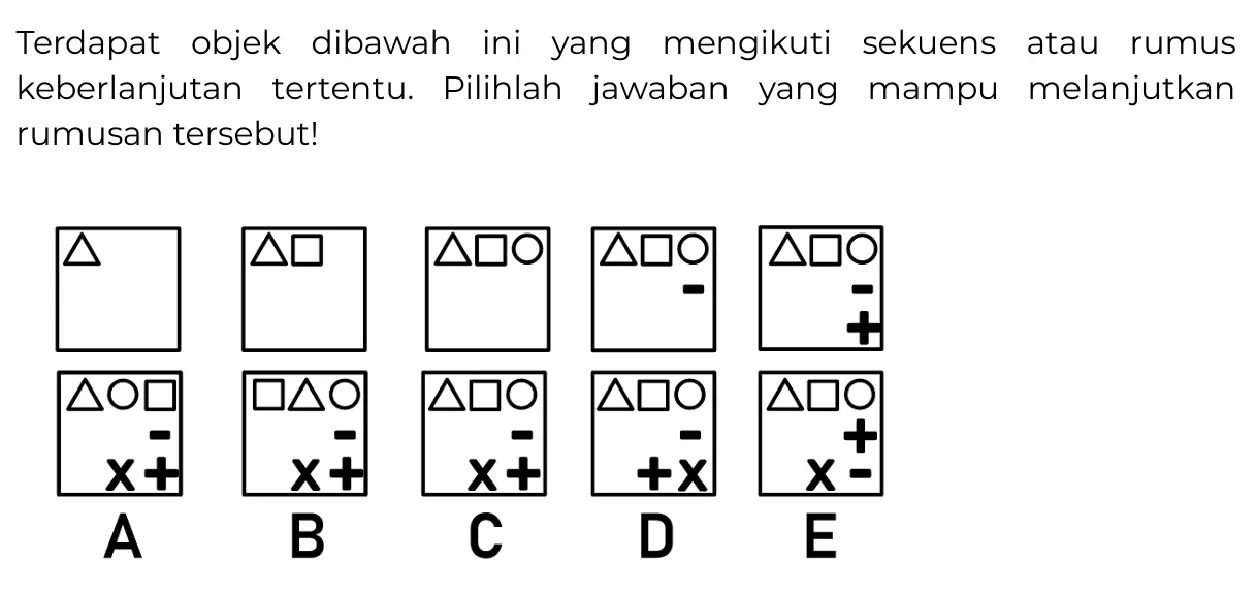 Terdapat objek dibawah ini yang mengikuti sekuens atau rumus
keberlanjutan tertentu. Pilihlah jawaban yang mampu melanjutkan
rumusan tersebut!
-
-
+
-
x +
-
x +
-
x +
-
+ x
+
x -
A B C D E